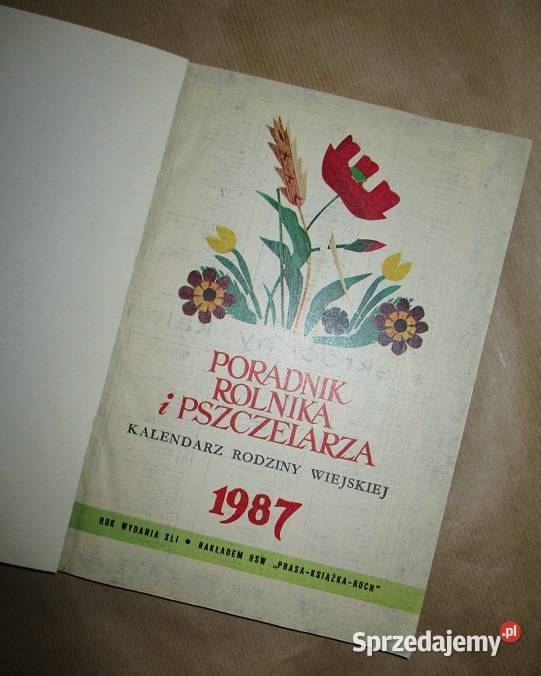 PORADNIK
ROLNIKA
i PSZCZELARZA
KALENDARZ RODZINY WIEJSKIEJ
1987
ROK WYDANIA XLI • NAKŁADEM RSW „PRASA-KSIĄŻKA-RUCH"
Sprzedajemy.pl